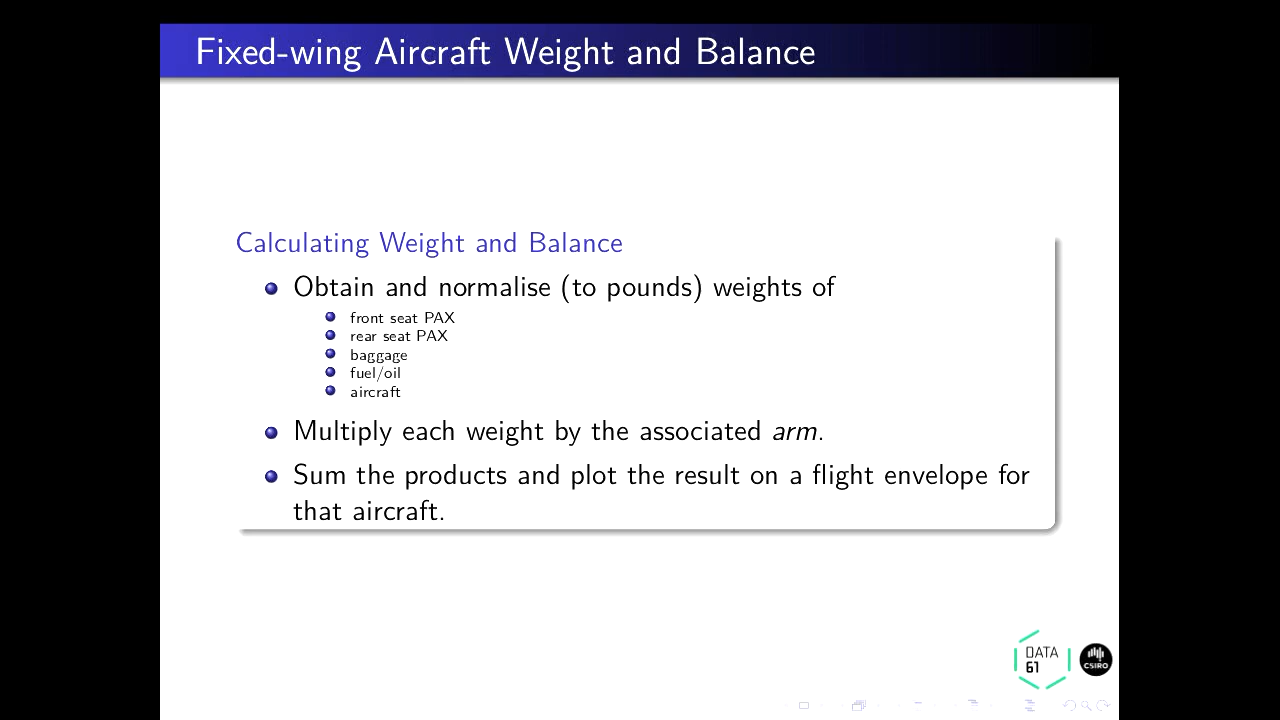 Fixed-wing Aircraft Weight and Balance
Calculating Weight and Balance
Obtain and normalise (to pounds) weights of
front seat PAX
rear seat PAX
baggage
fuel/oil
aircraft
Multiply each weight by the associated arm.
Sum the products and plot the result on a flight envelope for
that aircraft.
DATA
61
CSIRO